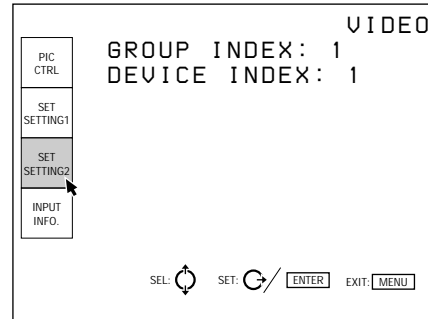 VIDEO
GROUP INDEX: 1
DEVICE INDEX: 1
PIC
CTRL
SET
SETTING1
SET
SETTING2
INPUT
INFO.
SEL: SET: / ENTER EXIT: MENU